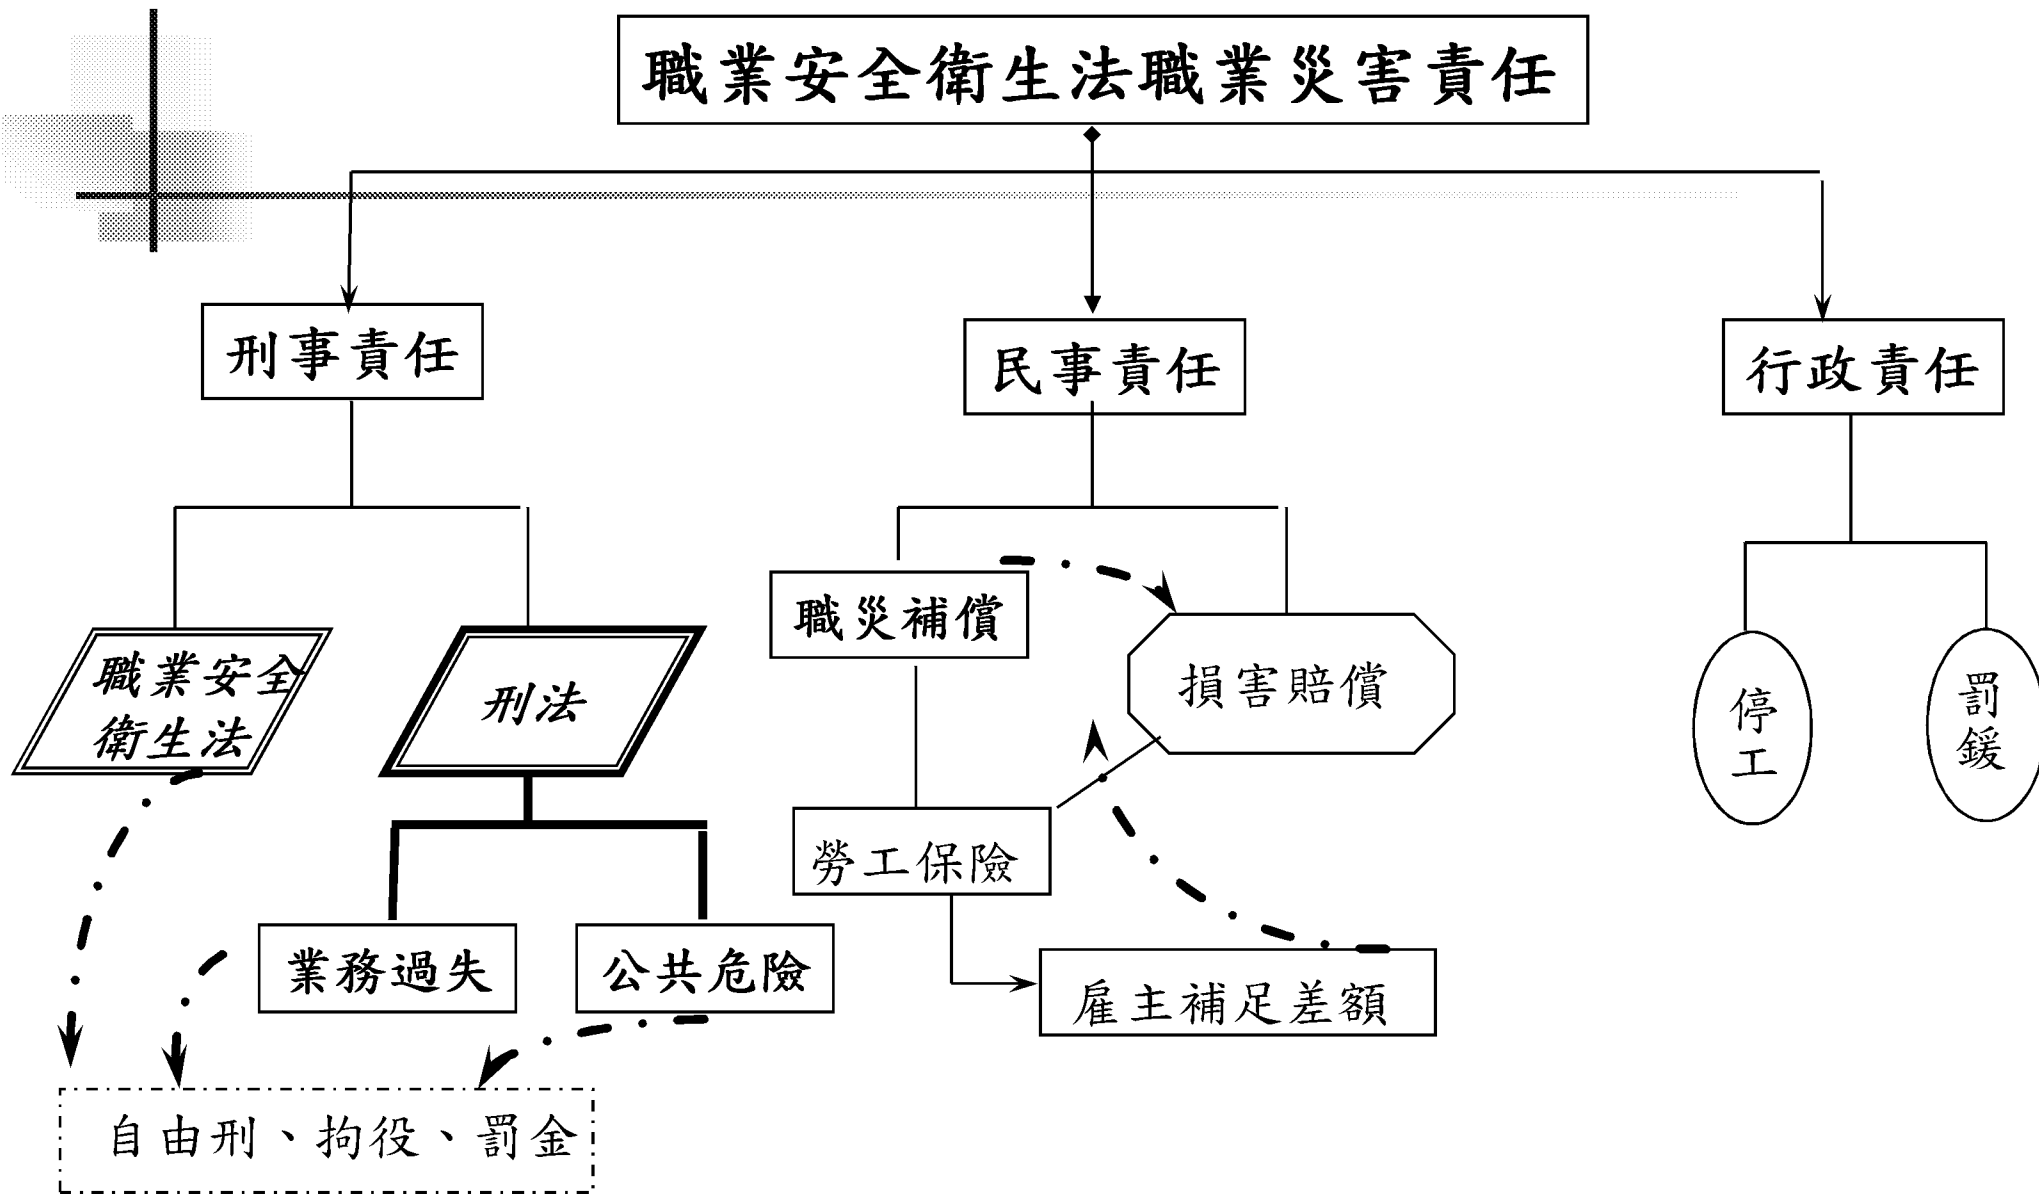 職業安全衛生法職業災害責任
刑事責任
民事責任
行政責任
職業安全
衛生法
刑法
職災補償
損害賠償
停
工
罰
鍰
勞工保險
業務過失
公共危險
雇主補足差額
自由刑、拘役、罰金